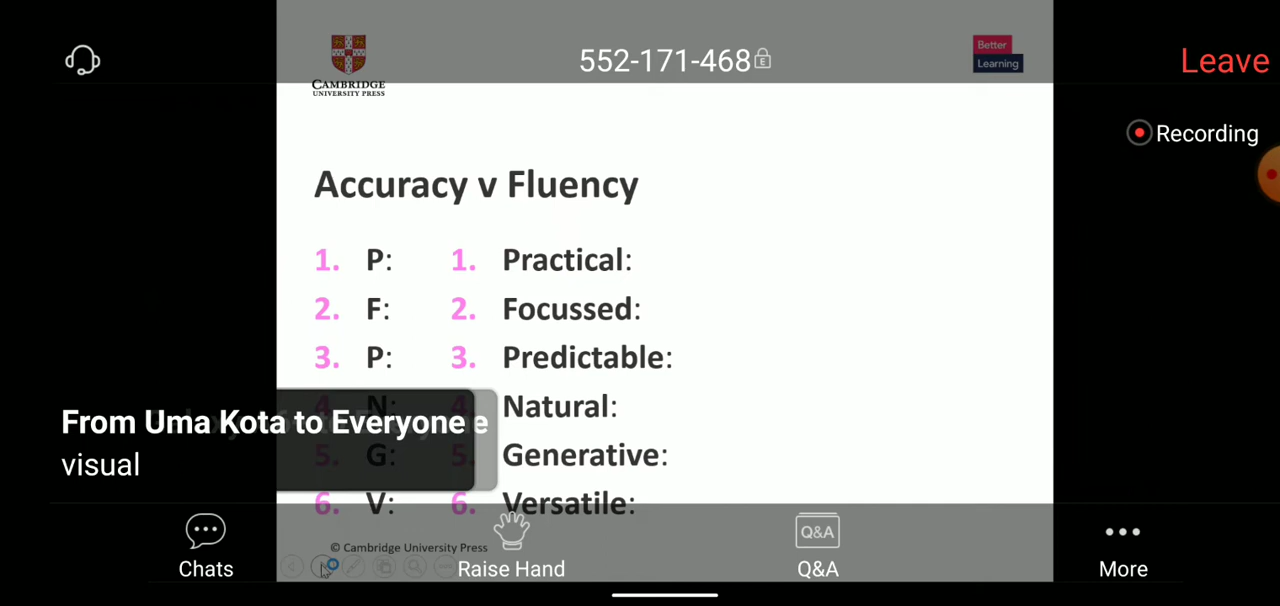 552-171-468
Better
Learning
Leave
CAMBRIDGE
UNIVERSITY PRESS
Recording
Accuracy v Fluency
1. P: 1. Practical:
2. F: 2. Focussed:
3. P: 3. Predictable:
4. N: 4. Natural:
From Uma Kota to Everyone
visual
5. G: 5. Generative:
6. V: 6. Versatile:
Q&A
© Cambridge University Press
Chats Raise Hand Q&A More